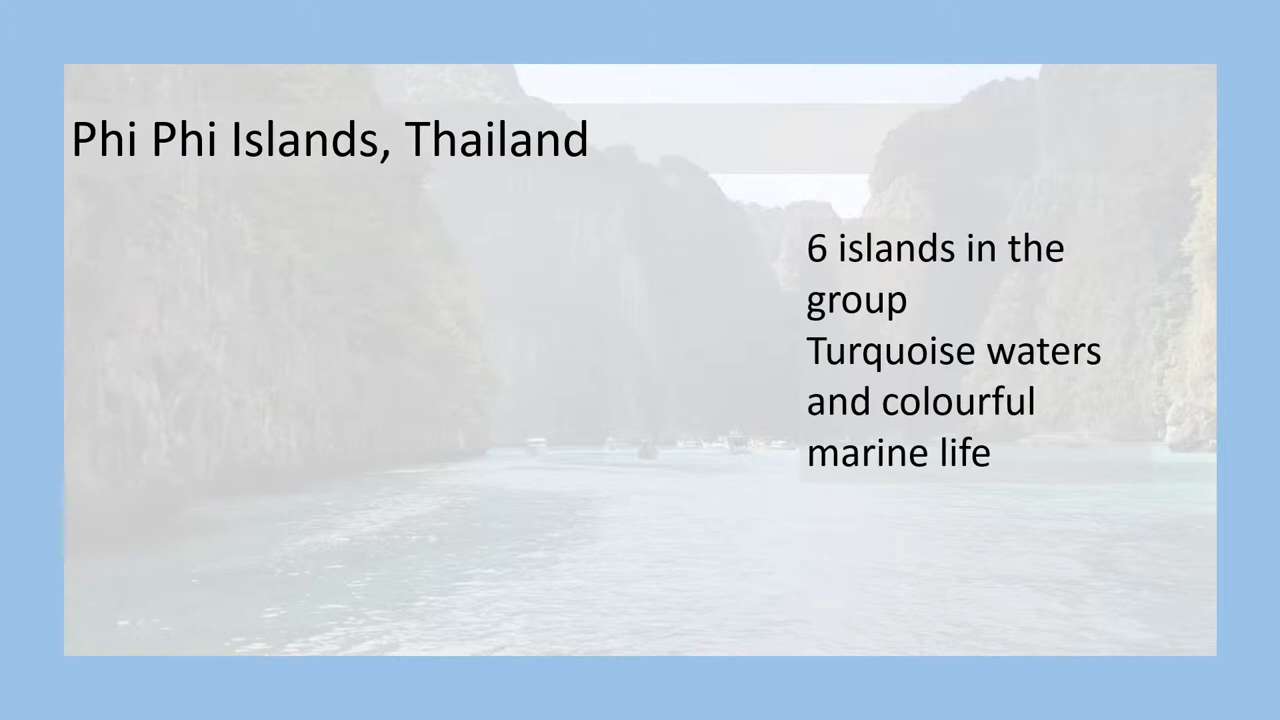 Phi Phi Islands, Thailand
6 islands in the
group
Turquoise waters
and colourful
marine life